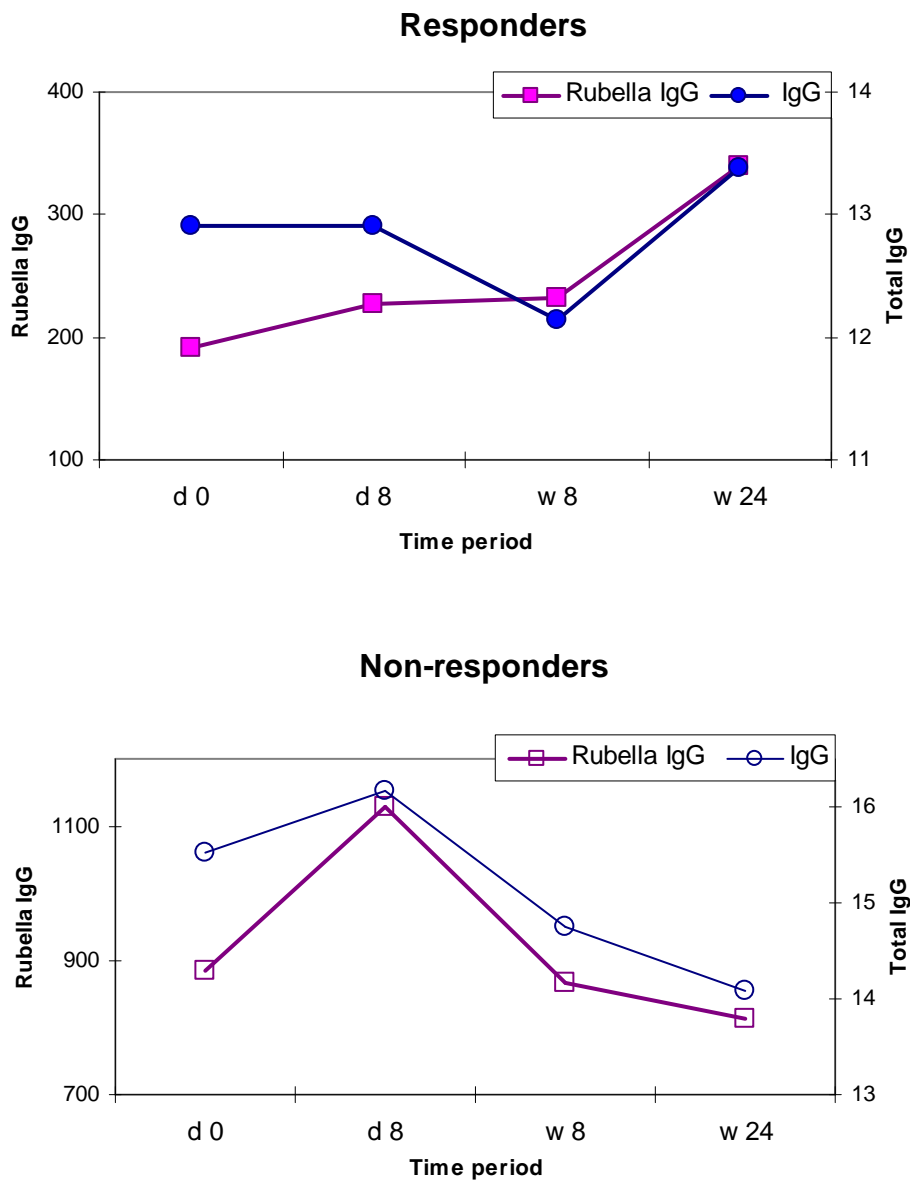 Responders
Rubella IgG IgG
400
300
200
100
14
13
12
11
Rubella IgG
Total IgG
d 0 d 8 w 8 w 24
Time period
Non-responders
Rubella IgG IgG
1100
900
700
16
15
14
13
Rubella IgG
Total IgG
d 0 d 8 w 8 w 24
Time period